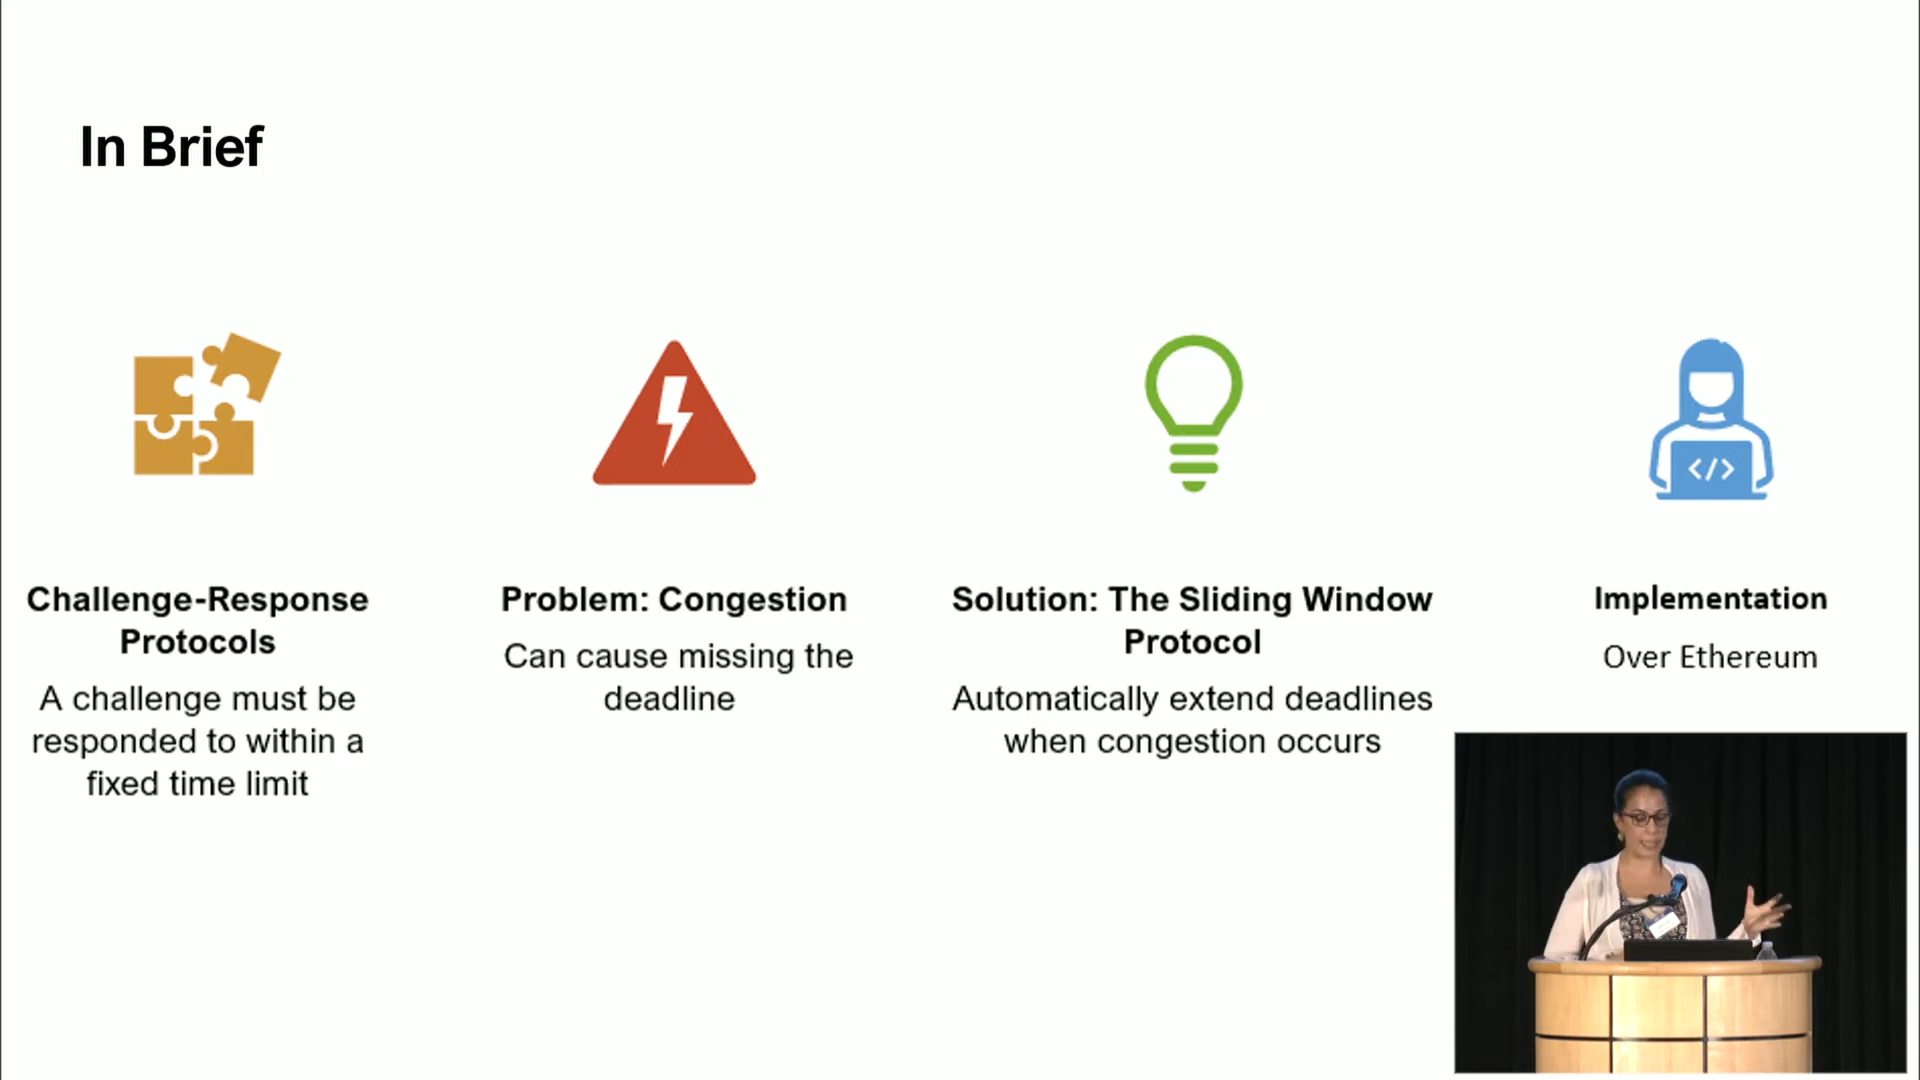 In Brief
Challenge-Response
Protocols
A challenge must be
responded to within a
fixed time limit
Problem: Congestion
Can cause missing the
deadline
Solution: The Sliding Window
Protocol
Automatically extend deadlines
when congestion occurs
</>
Implementation
Over Ethereum